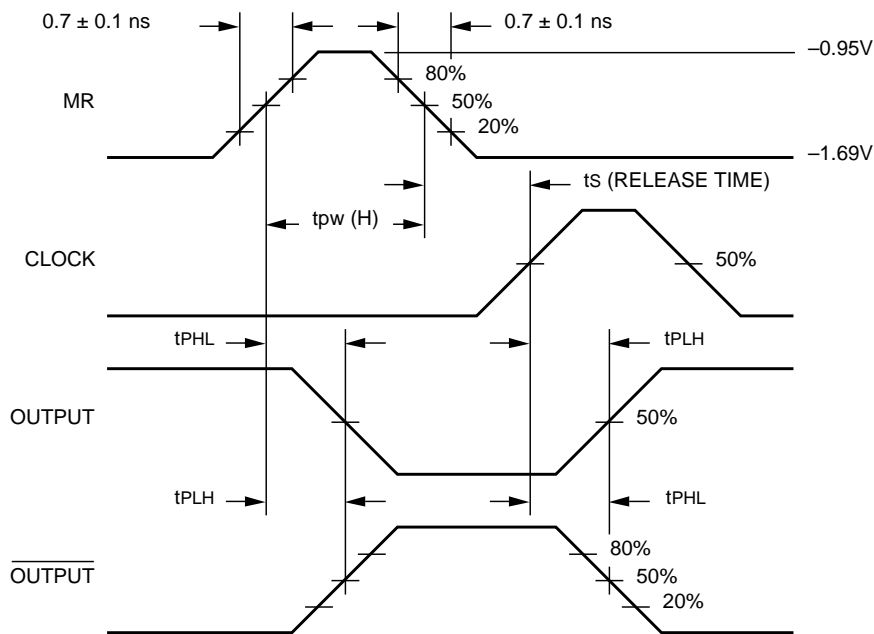 0.7 ± 0.1 ns
0.7 ± 0.1 ns
–0.95V
80%
MR
50%
20%
–1.69V
tS (RELEASE TIME)
tpw (H)
CLOCK
50%
tPHL
tPLH
OUTPUT
50%
tPLH
tPHL
80%
OUTPUT
50%
20%